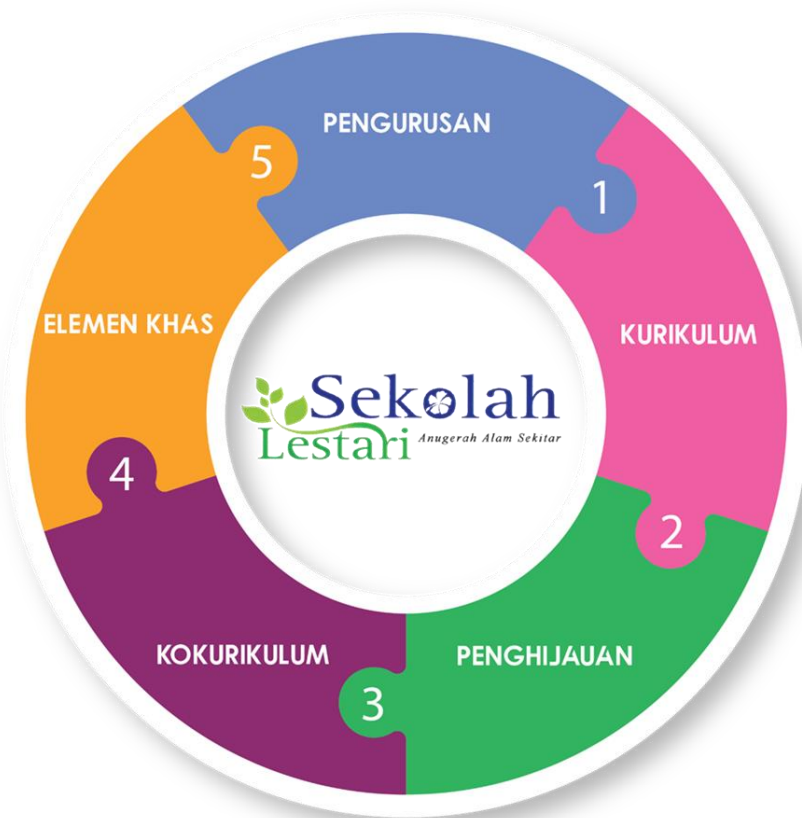 PENGURUSAN
1
KURIKULUM
2
PENGHIJAUAN
3
KOKURIKULUM
4
ELEMEN KHAS
5
Sekolah
Lestari Anugerah Alam Sekitar